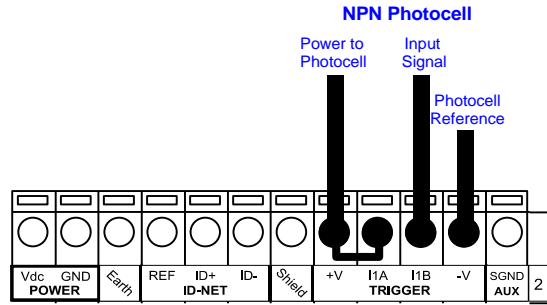 NPN Photocell
Power to
Photocell
Input
Signal
Photocell
Reference
Vdc GND Earth REF ID+ ID- Shield +V I1A I1B -V SGND
POWER ID-NET TRIGGER AUX
2